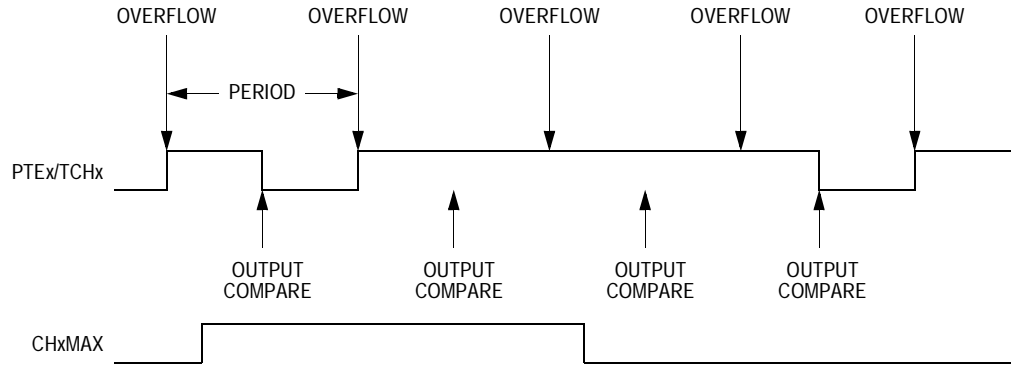 OVERFLOW OVERFLOW OVERFLOW OVERFLOW OVERFLOW
PERIOD
PTEx/TCHx
OUTPUT COMPARE
OUTPUT COMPARE
OUTPUT COMPARE
OUTPUT COMPARE
CHxMAX